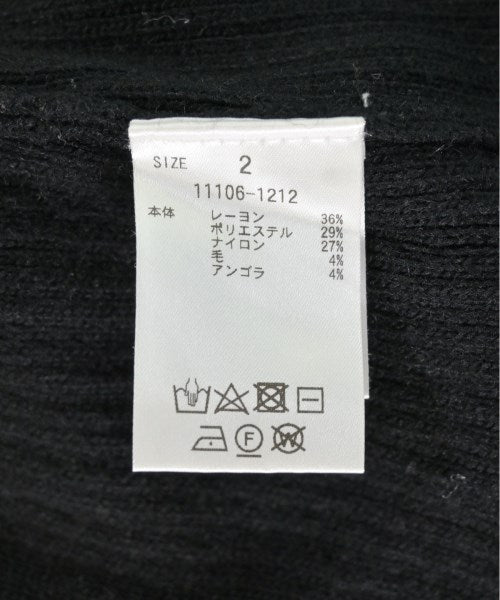 SIZE 2
11106-1212
本体 レーヨン 36%
ポリエステル 29%
ナイロン 27%
毛 4%
アンゴラ 4%
F W